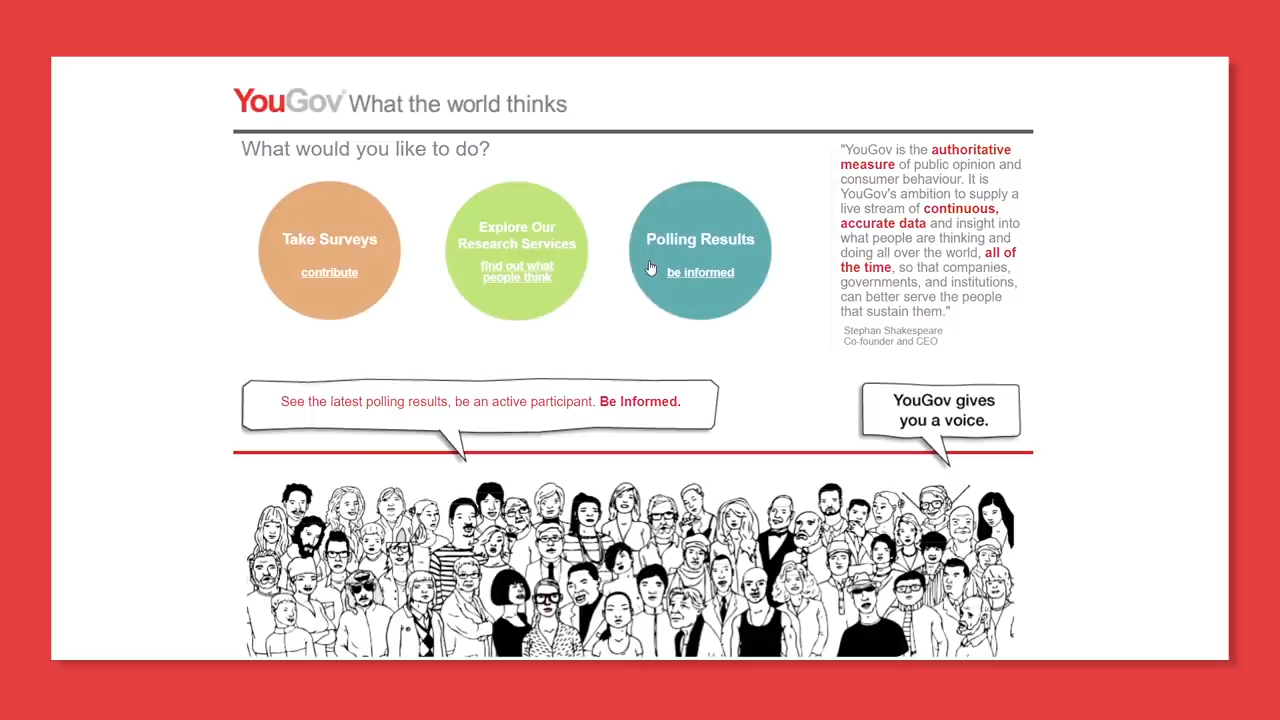 YouGov® What the world thinks
What would you like to do?
Take Surveys
contribute
Explore Our
Research Services
find out what
people think
Polling Results
be informed
"YouGov is the authoritative
measure of public opinion and
consumer behaviour. It is
YouGov's ambition to supply a
live stream of continuous,
accurate data and insight into
what people are thinking and
doing all over the world, all of
the time, so that companies,
governments, and institutions,
can better serve the people
that sustain them."
Stephan Shakespeare
Co-founder and CEO
See the latest polling results, be an active participant. Be Informed.
YouGov gives
you a voice.